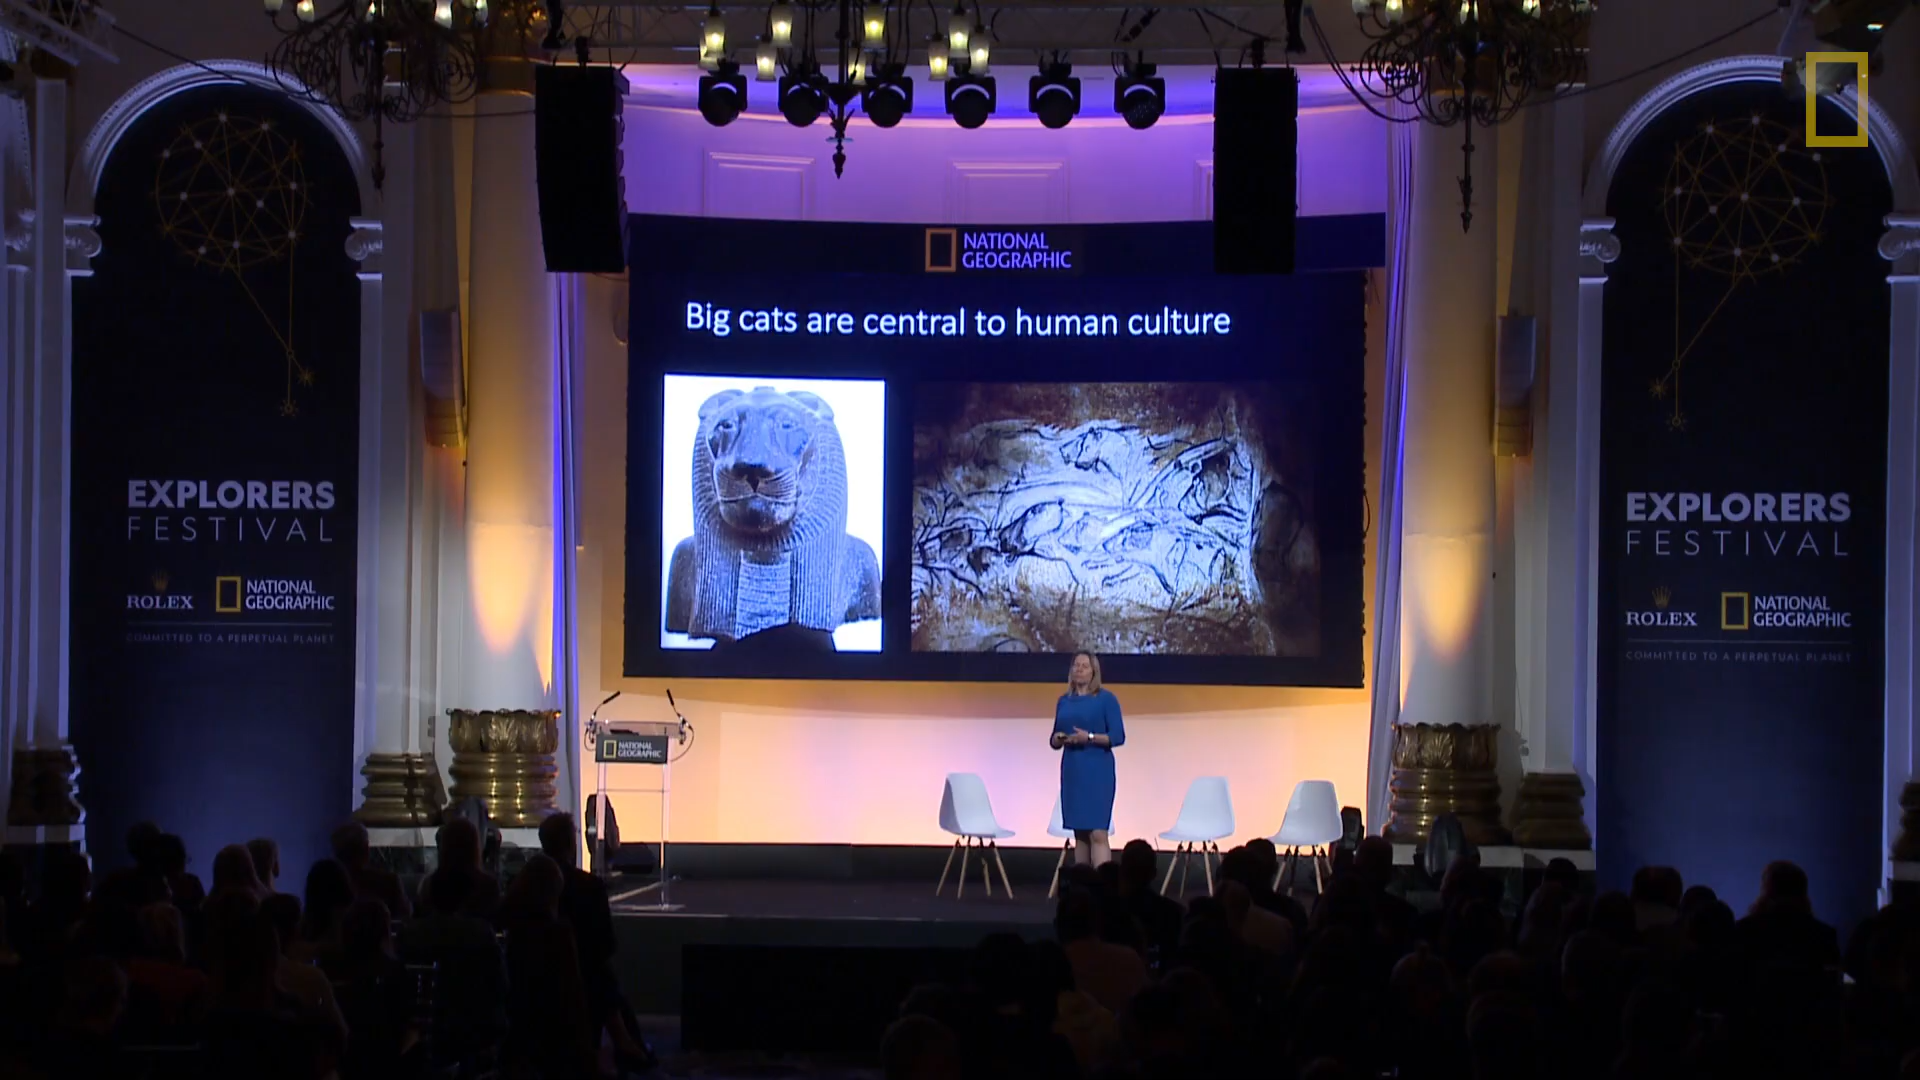 NATIONAL
GEOGRAPHIC
Big cats are central to human culture
EXPLORERS
FESTIVAL
ROLEX
NATIONAL
GEOGRAPHIC
COMMITTED TO A PERPETUAL PLANET
NATIONAL
GEOGRAPHIC
EXPLORERS
FESTIVAL
ROLEX
NATIONAL
GEOGRAPHIC
COMMITTED TO A PERPETUAL PLANET